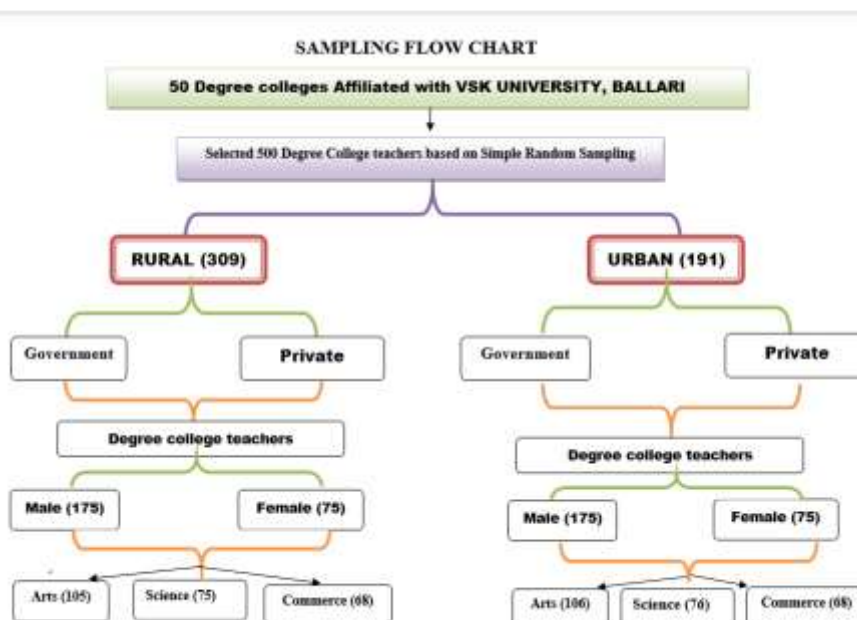 SAMPLING FLOW CHART
50 Degree colleges Affiliated with VSK UNIVERSITY, BALLARI
Selected 500 Degree College teachers based on Simple Random Sampling
RURAL (309)
URBAN (191)
Government
Private
Government
Private
Degree college teachers
Degree college teachers
Male (175)
Female (75)
Male (175)
Female (75)
Arts (105)
Science (75)
Commerce (68)
Arts (106)
Science (76)
Commerce (68)